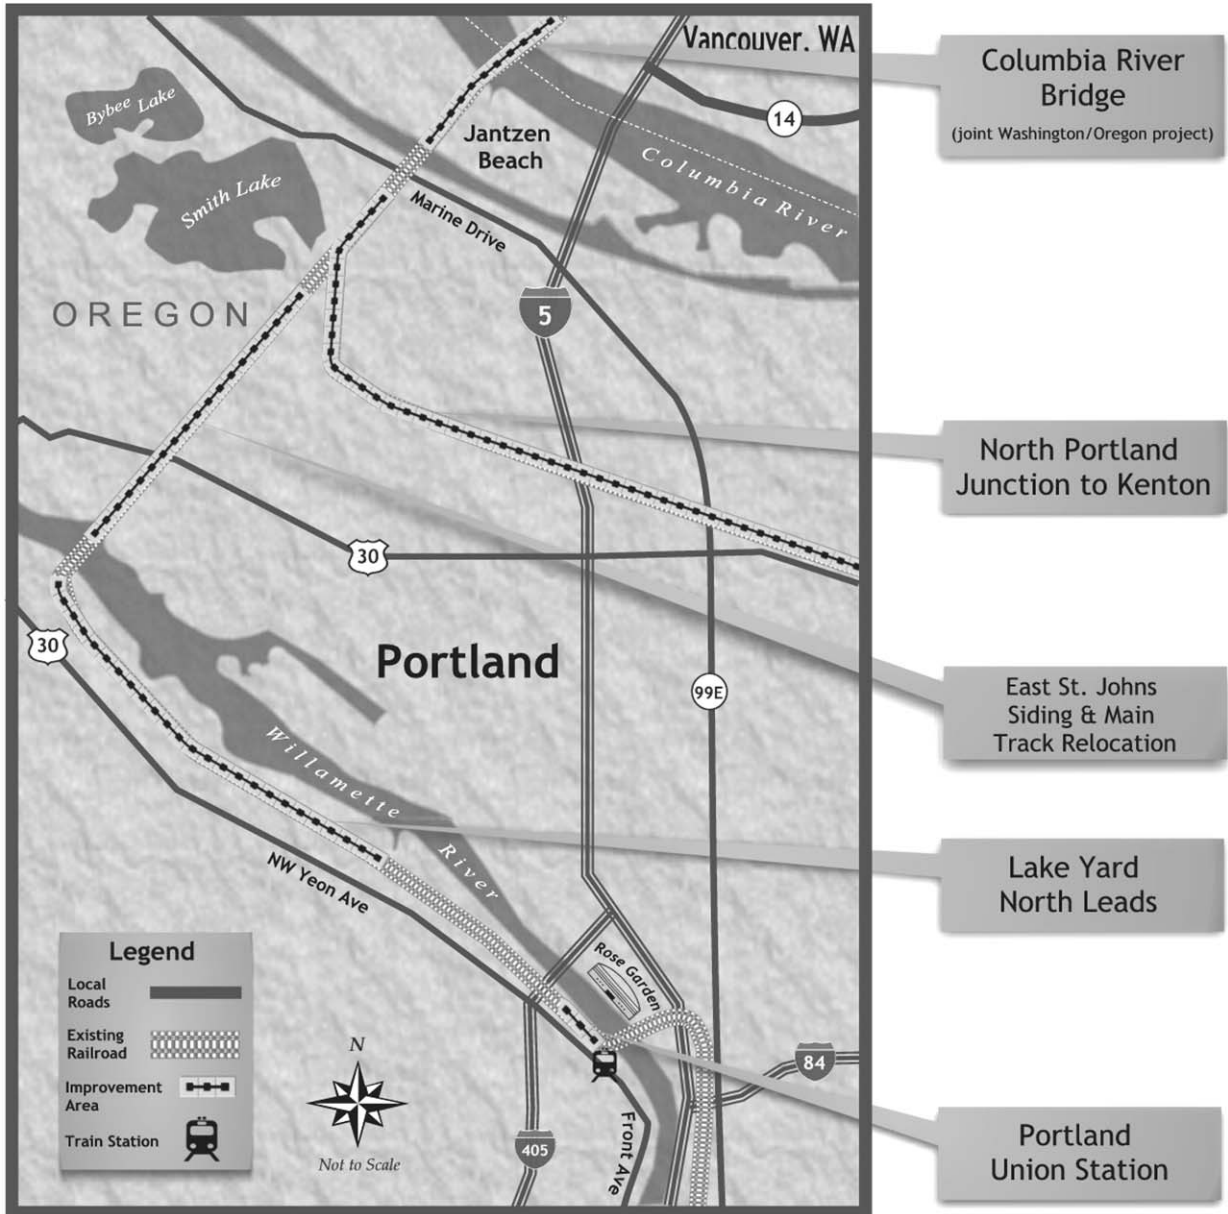 Vancouver, WA
Columbia River
Bridge
(joint Washington/Oregon project)
Bybee Lake
14
Jantzen
Beach
Columbia River
Smith Lake
Marine Drive
OREGON
5
North Portland
Junction to Kenton
30
30
Portland
99E
East St. Johns
Siding & Main
Track Relocation
Willamette River
NW Yeon Ave
Lake Yard
North Leads
Rose Garden
Legend
Local
Roads
Existing
Railroad
Improvement
Area
Train Station
N
Not to Scale
84
405
Front Ave
Portland
Union Station